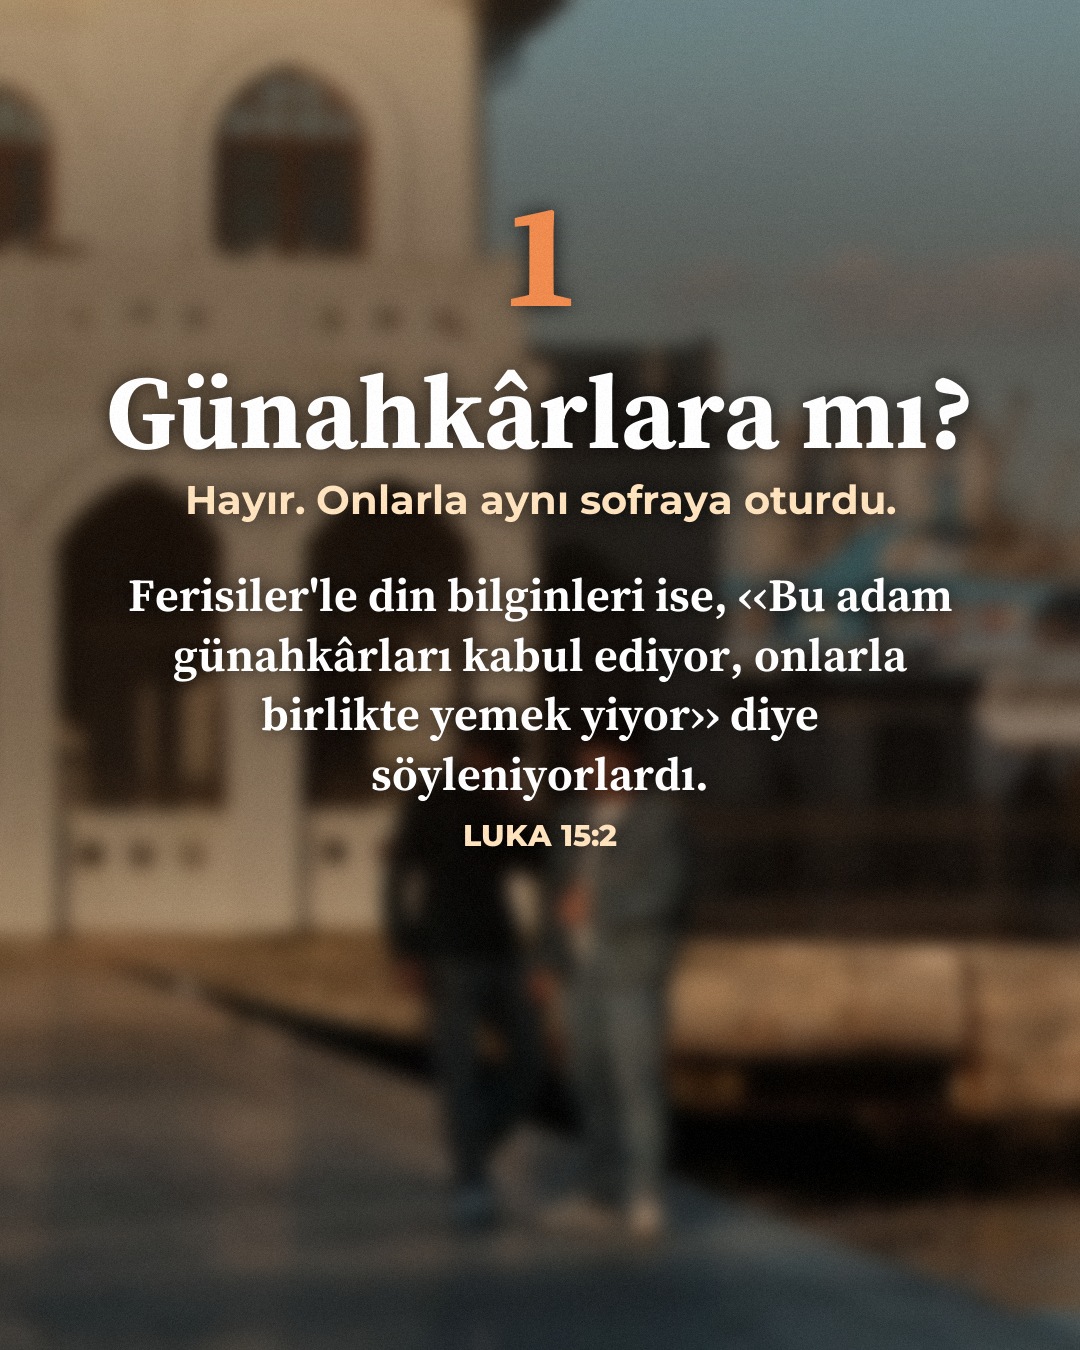 1
Günahkârlara mı?
Hayır. Onlarla aynı sofraya oturdu.
Ferisiler'le din bilginleri ise, ‹‹Bu adam
günahkârları kabul ediyor, onlarla
birlikte yemek yiyor›› diye
söyleniyorlardı.
LUKA 15:2